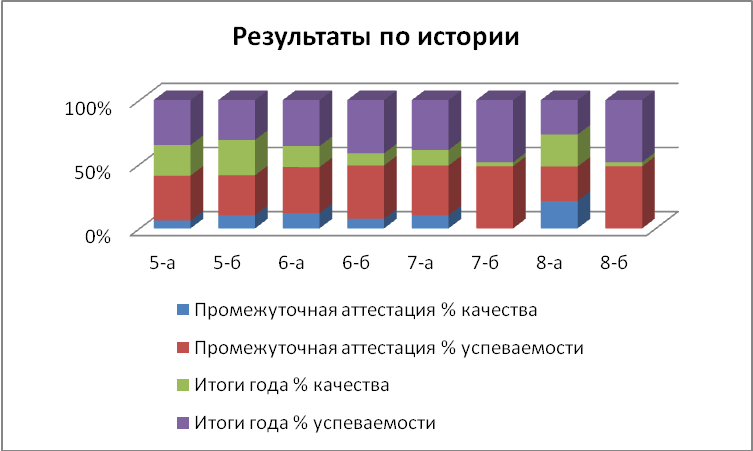 Результаты по истории
100%
50%
0%
5-а 5-б 6-а 6-б 7-а 7-б 8-а 8-б
Промежуточная аттестация % качества
Промежуточная аттестация % успеваемости
Итоги года % качества
Итоги года % успеваемости